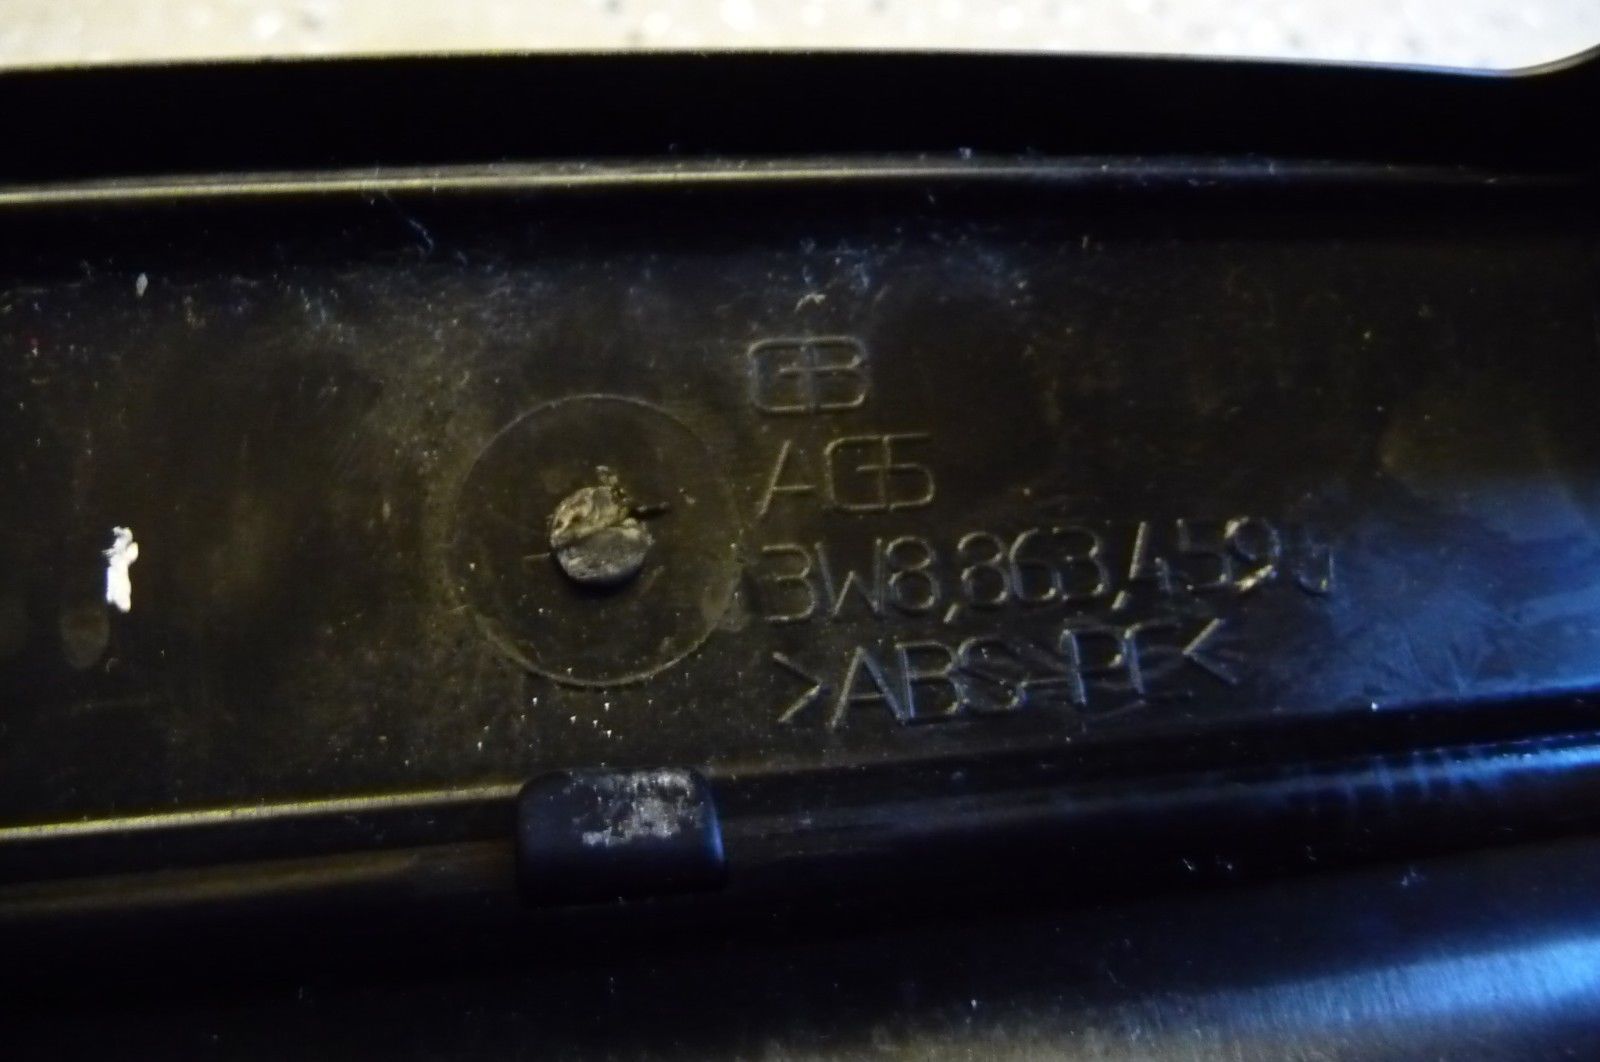 GB
AG5
3W8,863,459
>ABS+PC<